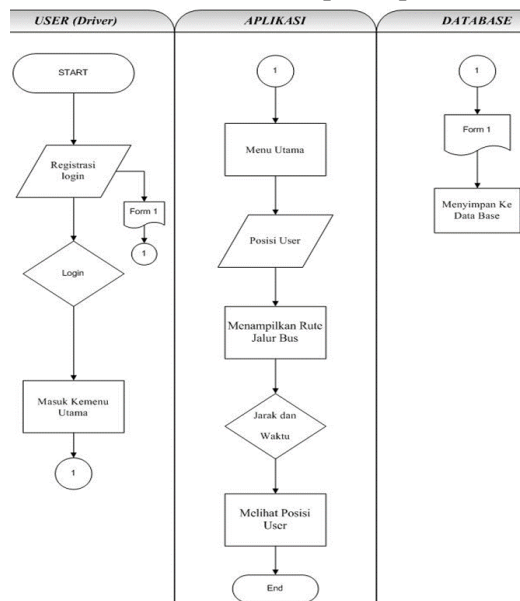 USER (Driver)
START
Registrasi
login
Form 1
1
Login
Masuk Kemenu
Utama
1
APLIKASI
1
Menu Utama
Posisi User
Menampilkan Rute
Jalur Bus
Jarak dan
Waktu
Melihat Posisi
User
End
DATABASE
1
Form 1
Menyimpan Ke
Data Base